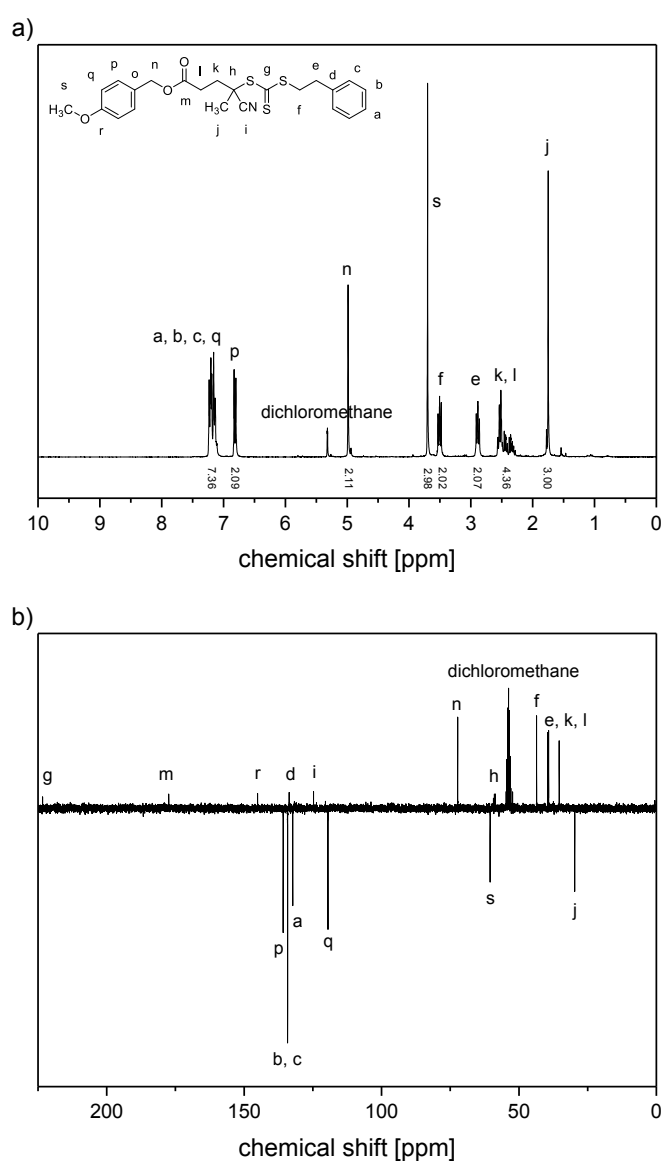 a)
p
n
O
l
k
h
g
e
d
c
s
q
o
S
S
b
H₃C
O
O
m
CN
S
f
a
r
Me
j
i
j
s
n
a, b, c, q
p
f
e
k, l
dichloromethane
7.36
2.09
2.11
2.98
2.02
2.07
4.36
3.00
10 9 8 7 6 5 4 3 2 1 0
chemical shift [ppm]
b)
dichloromethane
n
f
e, k, l
g
m
r
d
i
h
a
s
j
p
q
b, c
200 150 100 50 0
chemical shift [ppm]